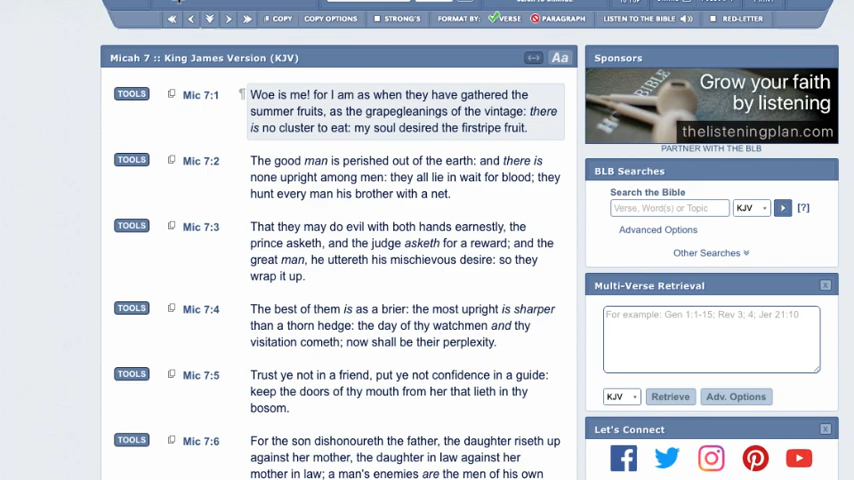 COPY COPY OPTIONS STRONG'S FORMAT BY: VERSE PARAGRAPH LISTEN TO THE BIBLE RED-LETTER
Micah 7 :: King James Version (KJV)
Aa
TOOLS Mic 7:1 ¶ Woe is me! for I am as when they have gathered the
summer fruits, as the grapegleanings of the vintage: there
is no cluster to eat: my soul desired the firstripe fruit.
TOOLS Mic 7:2 The good man is perished out of the earth: and there is
none upright among men: they all lie in wait for blood; they
hunt every man his brother with a net.
TOOLS Mic 7:3 That they may do evil with both hands earnestly, the
prince asketh, and the judge asketh for a reward; and the
great man, he uttereth his mischievous desire: so they
wrap it up.
TOOLS Mic 7:4 The best of them is as a brier: the most upright is sharper
than a thorn hedge: the day of thy watchmen and thy
visitation cometh; now shall be their perplexity.
TOOLS Mic 7:5 Trust ye not in a friend, put ye not confidence in a guide:
keep the doors of thy mouth from her that lieth in thy
bosom.
TOOLS Mic 7:6 For the son dishonoureth the father, the daughter riseth up
against her mother, the daughter in law against her
mother in law; a man's enemies are the men of his own
Sponsors
BIBLE
Grow your faith
by listening
thelisteningplan.com
PARTNER WITH THE BLB
BLB Searches
Search the Bible
Verse, Word(s) or Topic KJV [?]
Advanced Options
Other Searches
Multi-Verse Retrieval x
For example: Gen 1:1-15; Rev 3; 4; Jer 21:10
KJV Retrieve Adv. Options
Let's Connect x